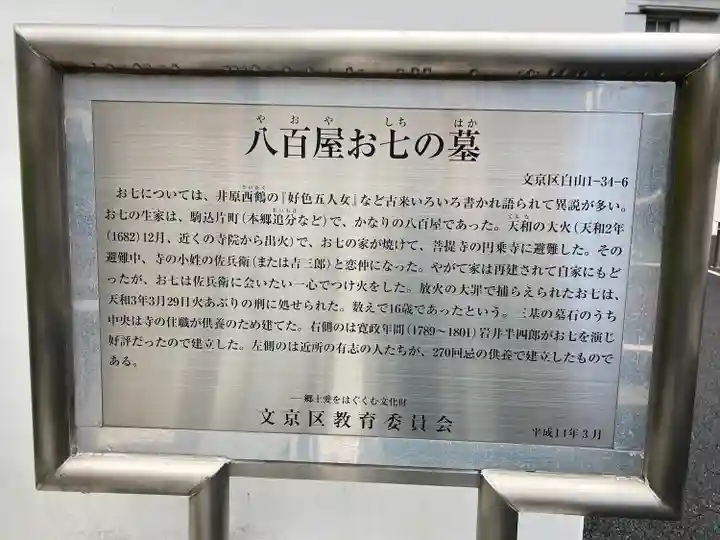 やおや しち はか
八百屋お七の墓
文京区白山1-34-6
さいかく
お七については、井原西鶴の『好色五人女』など古来いろいろ書かれ語られて異説が多い。
おいわけ てんな
お七の生家は、駒込片町(本郷追分など)で、かなりの八百屋であった。天和の大火(天和2年
(1682)12月、近くの寺院から出火)で、お七の家が焼けて、菩提寺の円乗寺に避難した。その
避難中、寺の小姓の佐兵衛(または吉三郎)と恋仲になった。やがて家は再建されて自家にもど
ったが、お七は佐兵衛に会いたい一心でつけ火をした。放火の大罪で捕らえられたお七は、
天和3年3月29日火あぶりの刑に処せられた。数えで16歳であったという。三基の墓石のうち
中央は寺の住職が供養のため建てた。右側のは寛政年間(1789〜1801)岩井半四郎がお七を演じ
好評だったので建立した。左側のは近所の有志の人たちが、270回忌の供養で建立したもので
ある。
―郷土愛をはぐくむ文化財
文京区教育委員会
平成11年3月